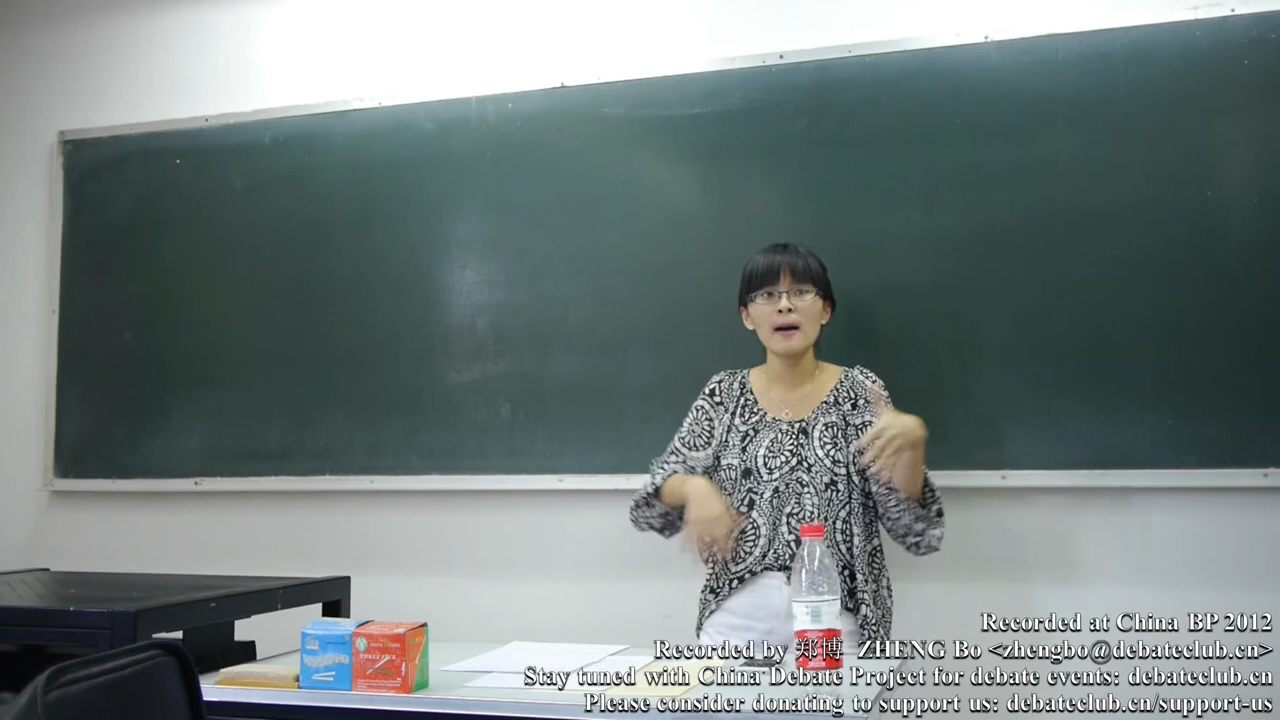 Recorded at China BP 2012
Recorded by 郑博 ZHENG Bo <zhengbo@debateclub.cn>
Stay tuned with China Debate Project for debate events: debateclub.cn
Please consider donating to support us: debateclub.cn/support-us